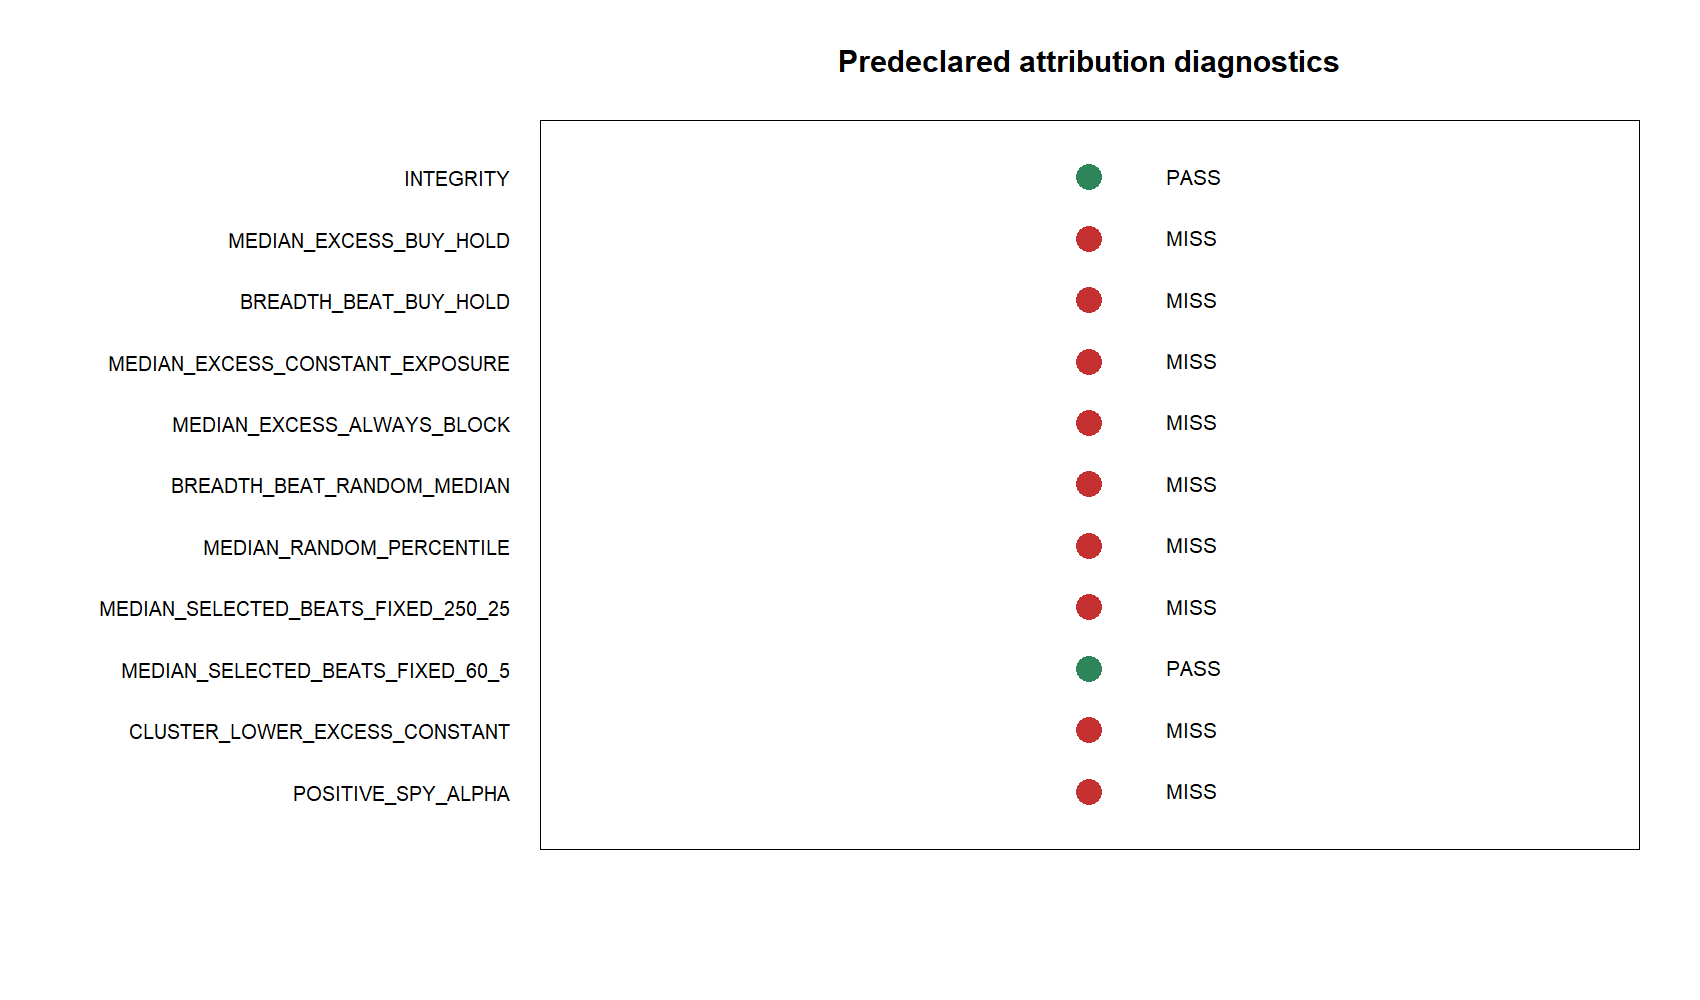 Predeclared attribution diagnostics
INTEGRITY PASS
MEDIAN_EXCESS_BUY_HOLD MISS
BREADTH_BEAT_BUY_HOLD MISS
MEDIAN_EXCESS_CONSTANT_EXPOSURE MISS
MEDIAN_EXCESS_ALWAYS_BLOCK MISS
BREADTH_BEAT_RANDOM_MEDIAN MISS
MEDIAN_RANDOM_PERCENTILE MISS
MEDIAN_SELECTED_BEATS_FIXED_250_25 MISS
MEDIAN_SELECTED_BEATS_FIXED_60_5 PASS
CLUSTER_LOWER_EXCESS_CONSTANT MISS
POSITIVE_SPY_ALPHA MISS